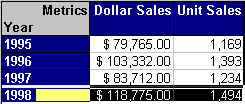 Metrics Dollar Sales Unit Sales
Year
1995 $ 79,765.00 1,169
1996 $ 103,332.00 1,393
1997 $ 83,712.00 1,234
1998 $ 118,775.00 1,494